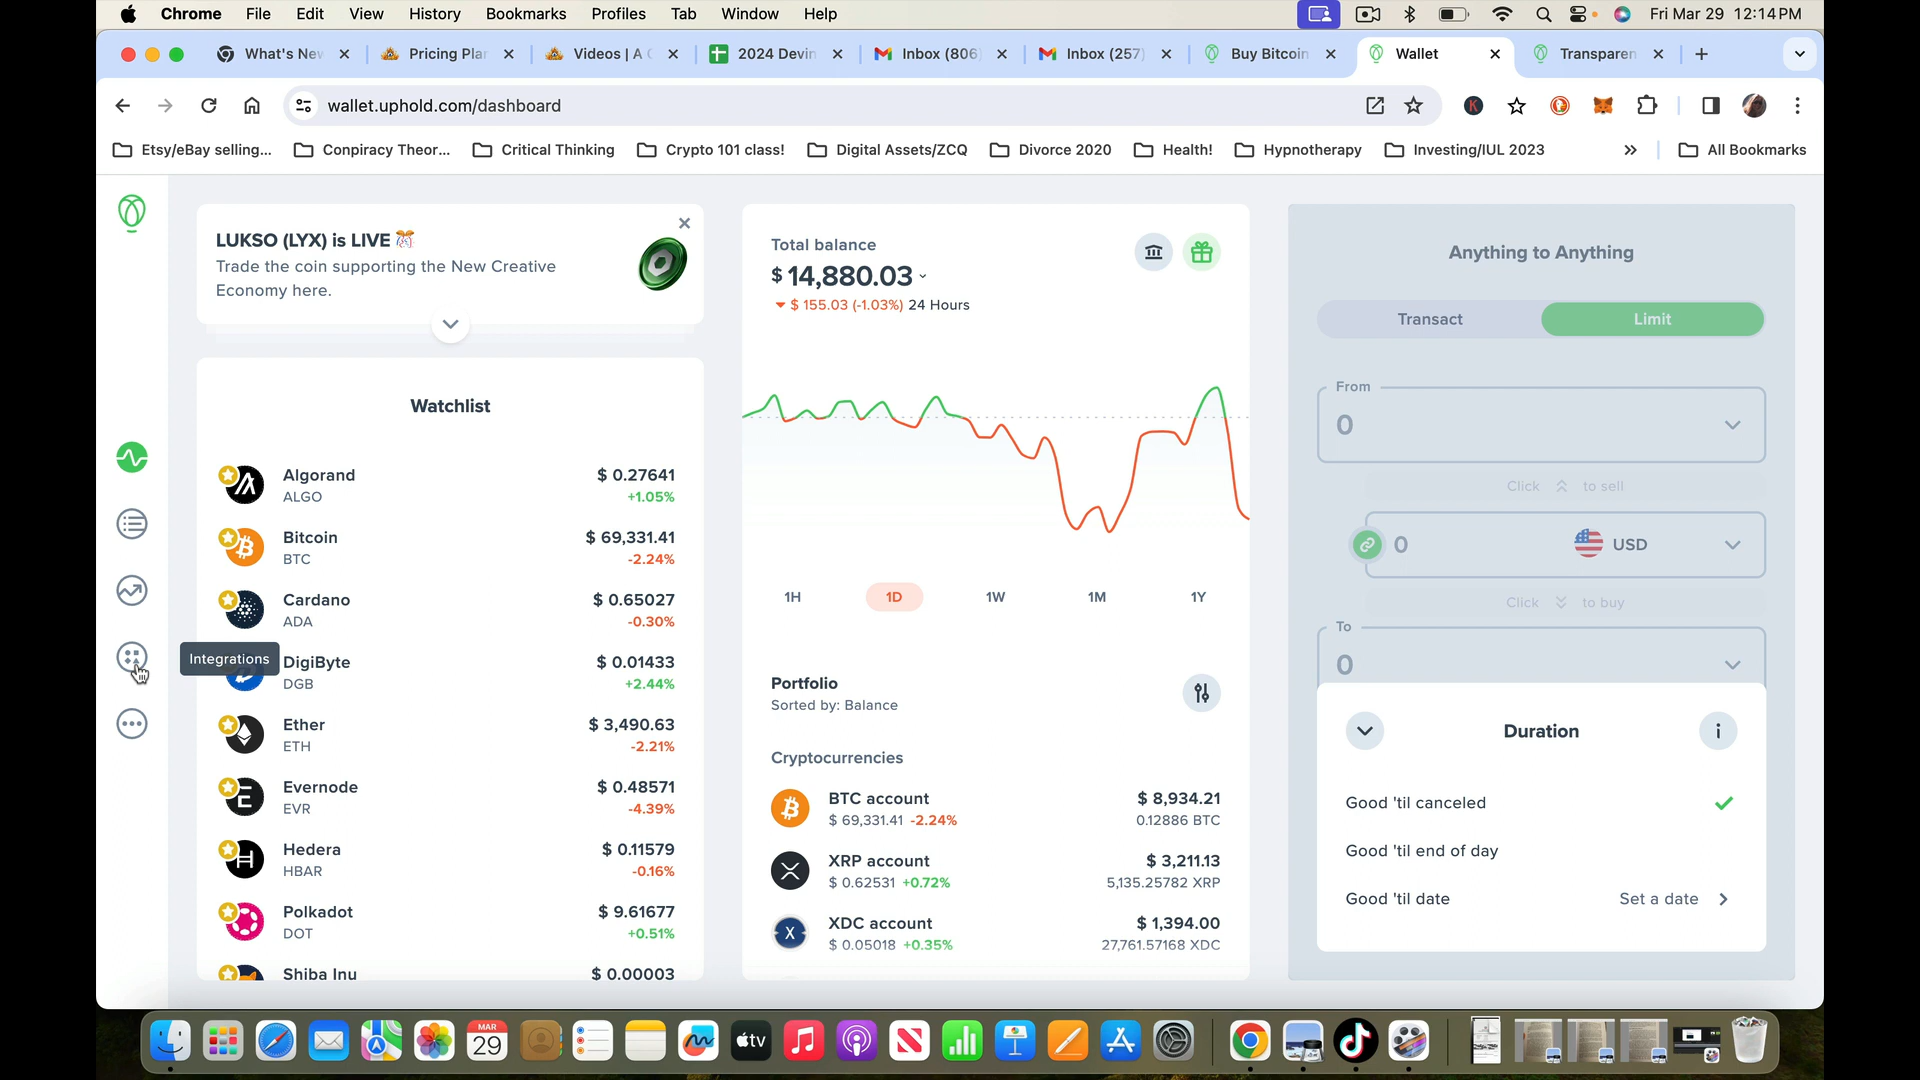 Chrome File Edit View History Bookmarks Profiles Tab Window Help Fri Mar 29 12:14 PM
What's Nev Pricing Plan Videos | A C 2024 Devin Inbox (806) Inbox (257) Buy Bitcoin Wallet Transparen
wallet.uphold.com/dashboard
Etsy/eBay selling... Conpiracy Theor... Critical Thinking Crypto 101 class! Digital Assets/ZCQ Divorce 2020 Health! Hypnotherapy Investing/IUL 2023 » All Bookmarks
LUKSO (LYX) is LIVE
Trade the coin supporting the New Creative
Economy here.
Watchlist
Algorand $ 0.27641
ALGO +1.05%
Bitcoin $ 69,331.41
BTC -2.24%
Cardano $ 0.65027
ADA -0.30%
Integrations
DigiByte $ 0.01433
DGB +2.44%
Ether $ 3,490.63
ETH -2.21%
Evernode $ 0.48571
EVR -4.39%
Hedera $ 0.11579
HBAR -0.16%
Polkadot $ 9.61677
DOT +0.51%
Shiba Inu $ 0.00003
Total balance
$ 14,880.03
$ 155.03 (-1.03%) 24 Hours
1H 1D 1W 1M 1Y
Portfolio
Sorted by: Balance
Cryptocurrencies
BTC account $ 8,934.21
$ 69,331.41 -2.24% 0.12886 BTC
XRP account $ 3,211.13
$ 0.62531 +0.72% 5,135.25782 XRP
XDC account $ 1,394.00
$ 0.05018 +0.35% 27,761.57168 XDC
Anything to Anything
Transact Limit
From
0
Click to sell
0 USD
Click to buy
To
0
Duration
Good 'til canceled
Good 'til end of day
Good 'til date Set a date
MAR
29
tv